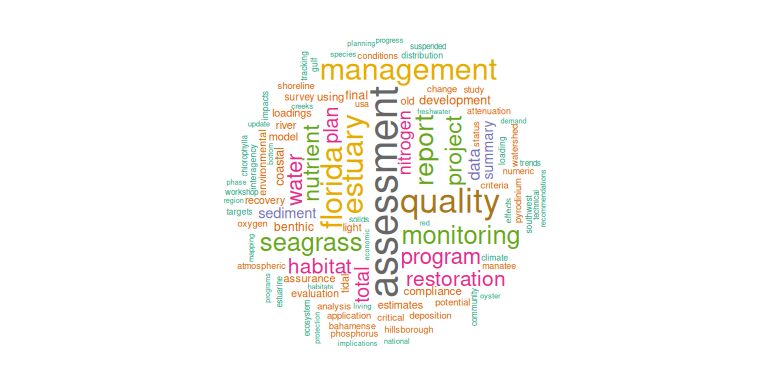 planning
progress
suspended
species
conditions
distribution
tracking
gulf
management
shoreline
change
study
survey
using
final
old
development
impacts
creeks
usa
freshwater
attenuation
loadings
update
river
plan
nitrogen
report
project
demand
status
model
nutrient
florida
estuary
assessment
data
summary
loading
watershed
chlorophylla
interagency
bottom
environmental
coastal
water
trends
numeric
phase
workshop
region
recovery
criteria
quality
pyrodinium
technical
recommendations
southwest
effects
targets
sediment
solids
red
oxygen
benthic
light
economic
monitoring
seagrass
mapping
program
climate
manatee
atmospheric
habitat
total
tidal
restoration
programs
estuarine
assurance
habitats
evaluation
compliance
community
oyster
potential
ecosystem
protection
analysis
living
estimates
application
critical
deposition
bahamense
phosphorus
hillsborough
implications
national